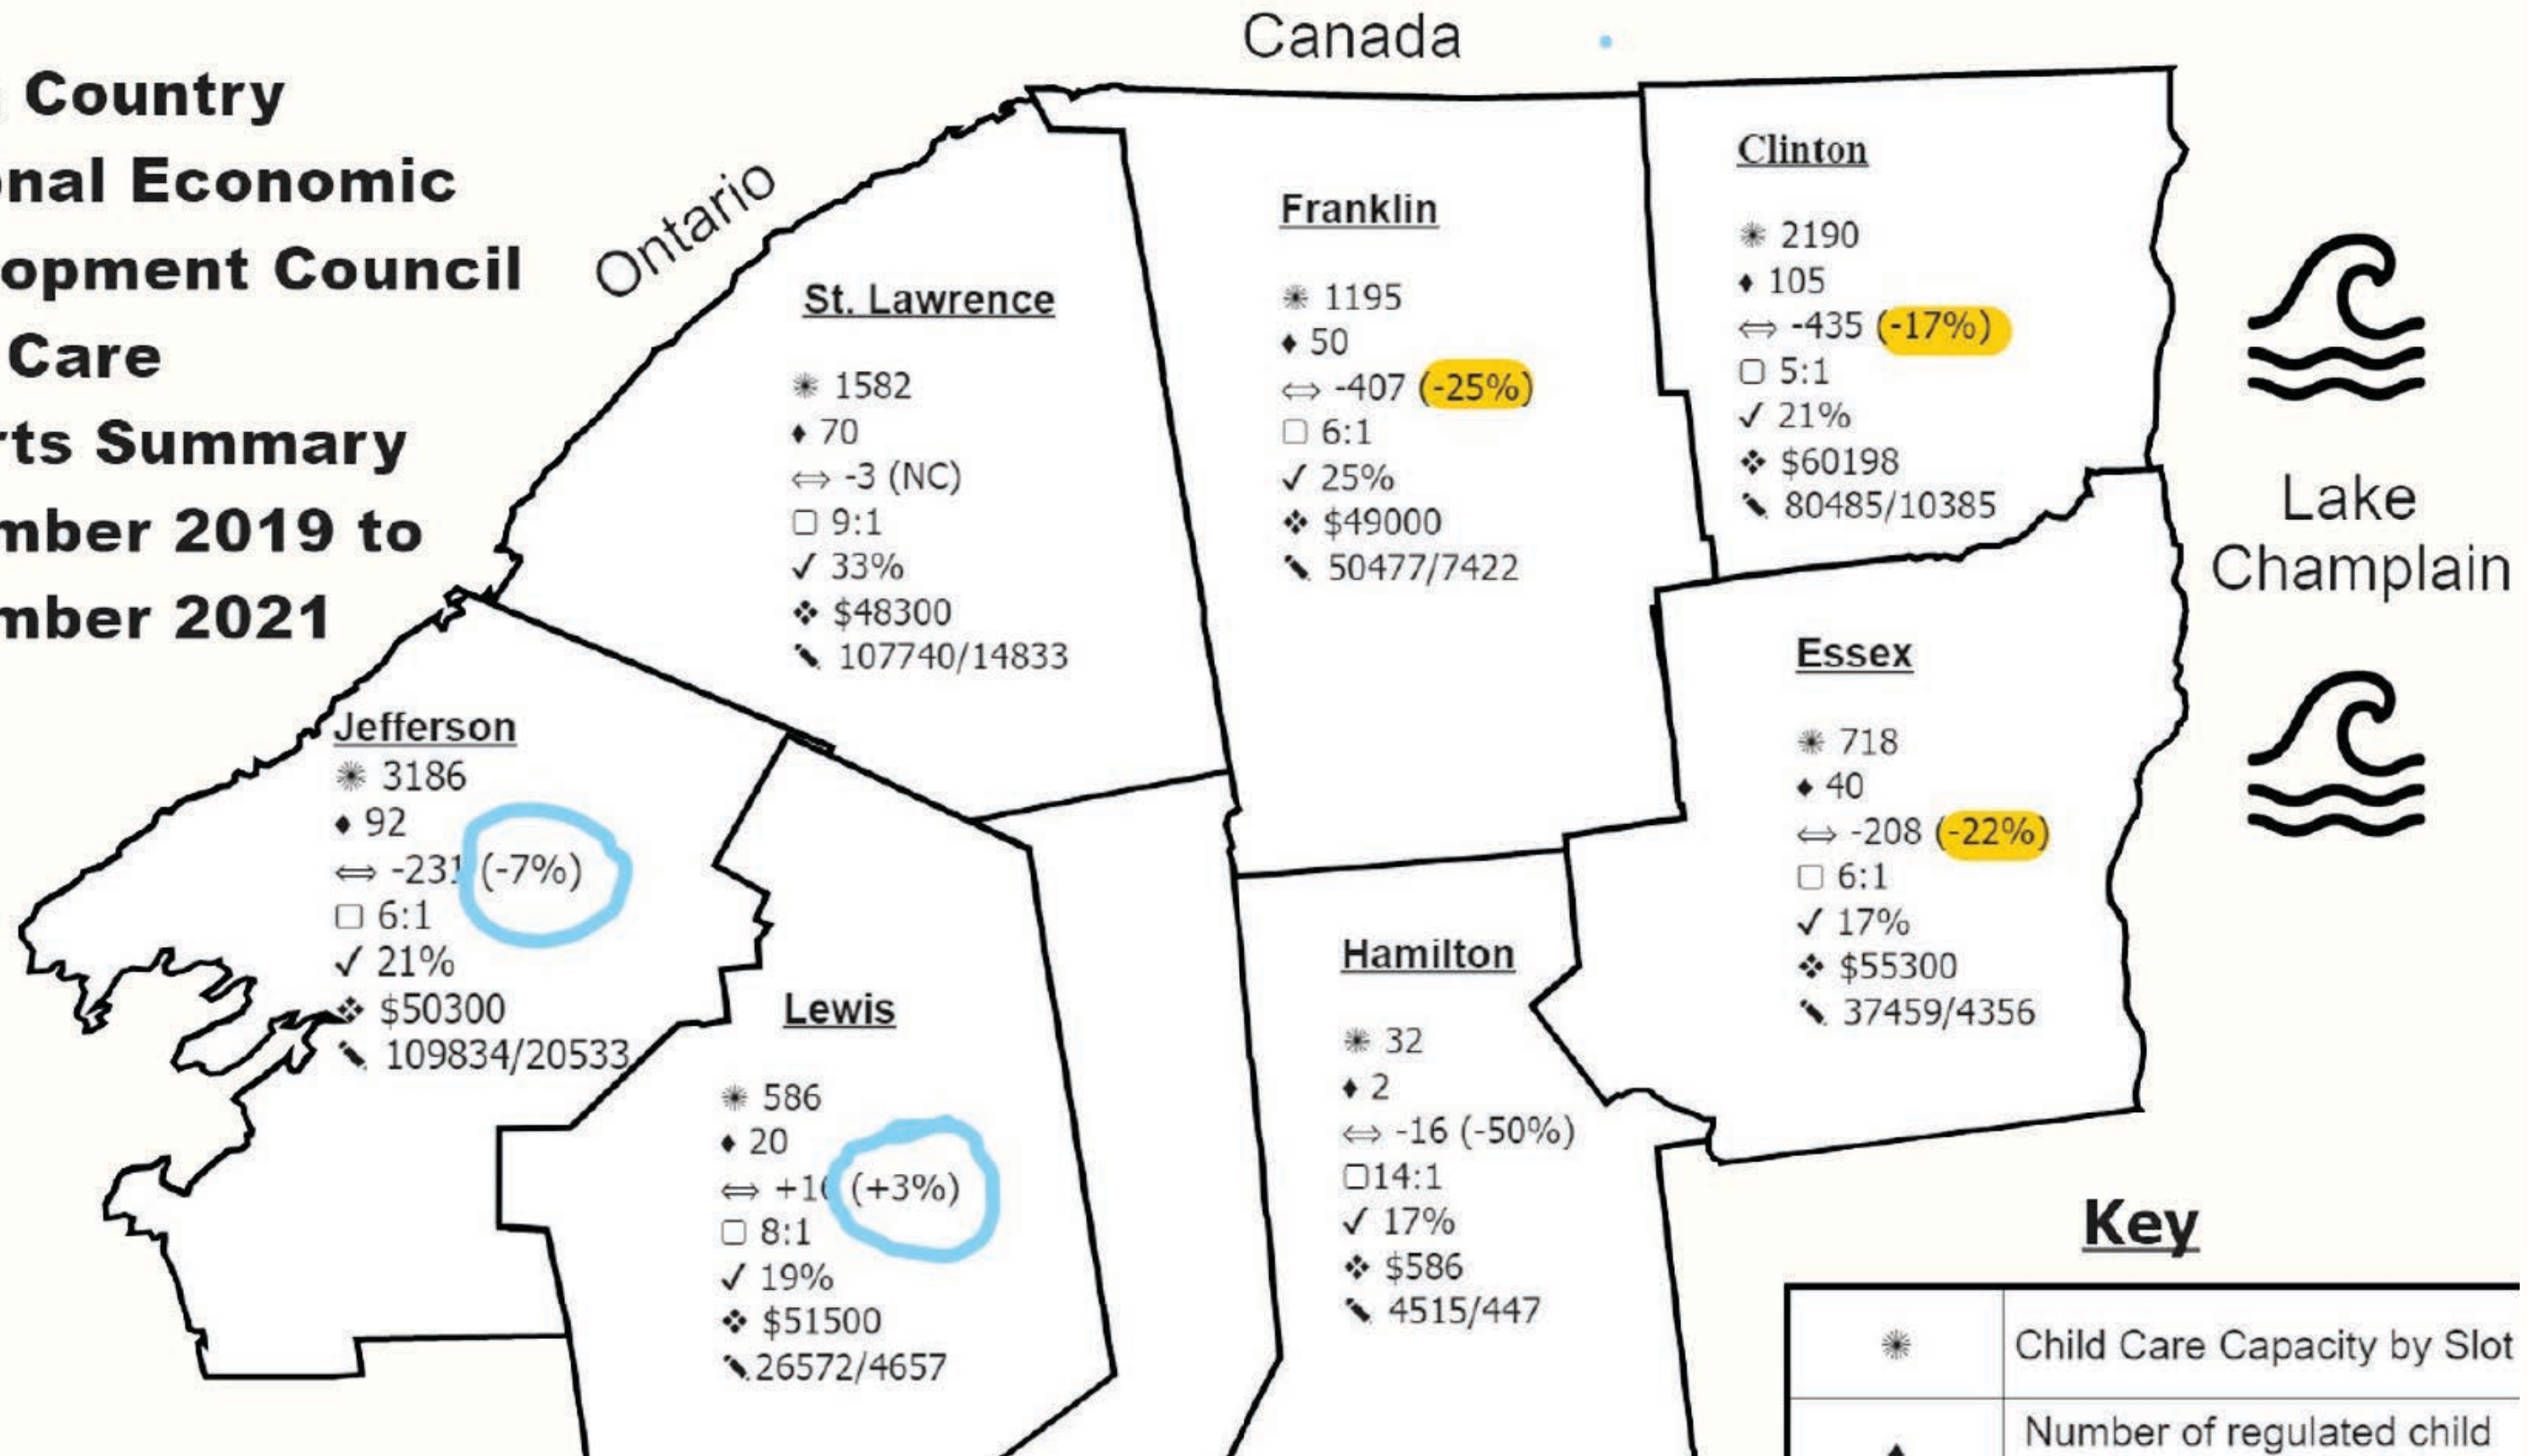 Country
onal Economic
opment Council
Care
rts Summary
mber 2019 to
mber 2021
Canada
Ontario
St. Lawrence
1582
70
-3 (NC)
9:1
33%
$48300
107740/14833
Franklin
1195
50
-407 (-25%)
6:1
25%
$49000
50477/7422
Clinton
2190
105
-435 (-17%)
5:1
21%
$60198
80485/10385
Lake
Champlain
Essex
718
40
-208 (-22%)
6:1
17%
$55300
37459/4356
Jefferson
3186
92
-231 (-7%)
6:1
21%
$50300
109834/20533
Lewis
586
20
(+3%)
8:1
19%
$51500
26572/4657
Hamilton
32
2
-16 (-50%)
14:1
17%
$586
4515/447
Key
Child Care Capacity by Slot
Number of regulated child